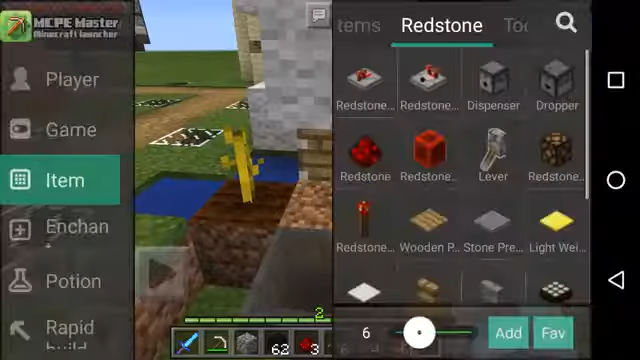 MCPE Master
Minecraft launcher
Player
Game
Item
Enchan
Potion
Rapid
build
tems
Redstone
Too
Redstone...
Redstone...
Dispenser
Dropper
Redstone
Redstone...
Lever
Redstone...
Redstone...
Wooden P...
Stone Pre...
Light Wei...
6
Add
Fav
2
62
3